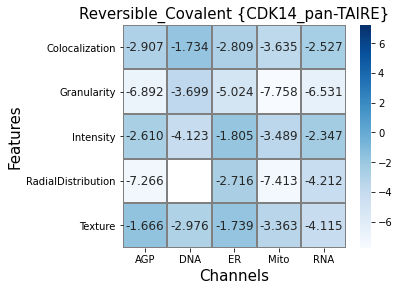 Reversible_Covalent {CDK14_pan-TAIRE}
Features
Colocalization -2.907 -1.734 -2.809 -3.635 -2.527
Granularity -6.892 -3.699 -5.024 -7.758 -6.531
Intensity -2.610 -4.123 -1.805 -3.489 -2.347
RadialDistribution -7.266 -2.716 -7.413 -4.212
Texture -1.666 -2.976 -1.739 -3.363 -4.115
AGP DNA ER Mito RNA
Channels
6
4
2
0
−2
−4
−6